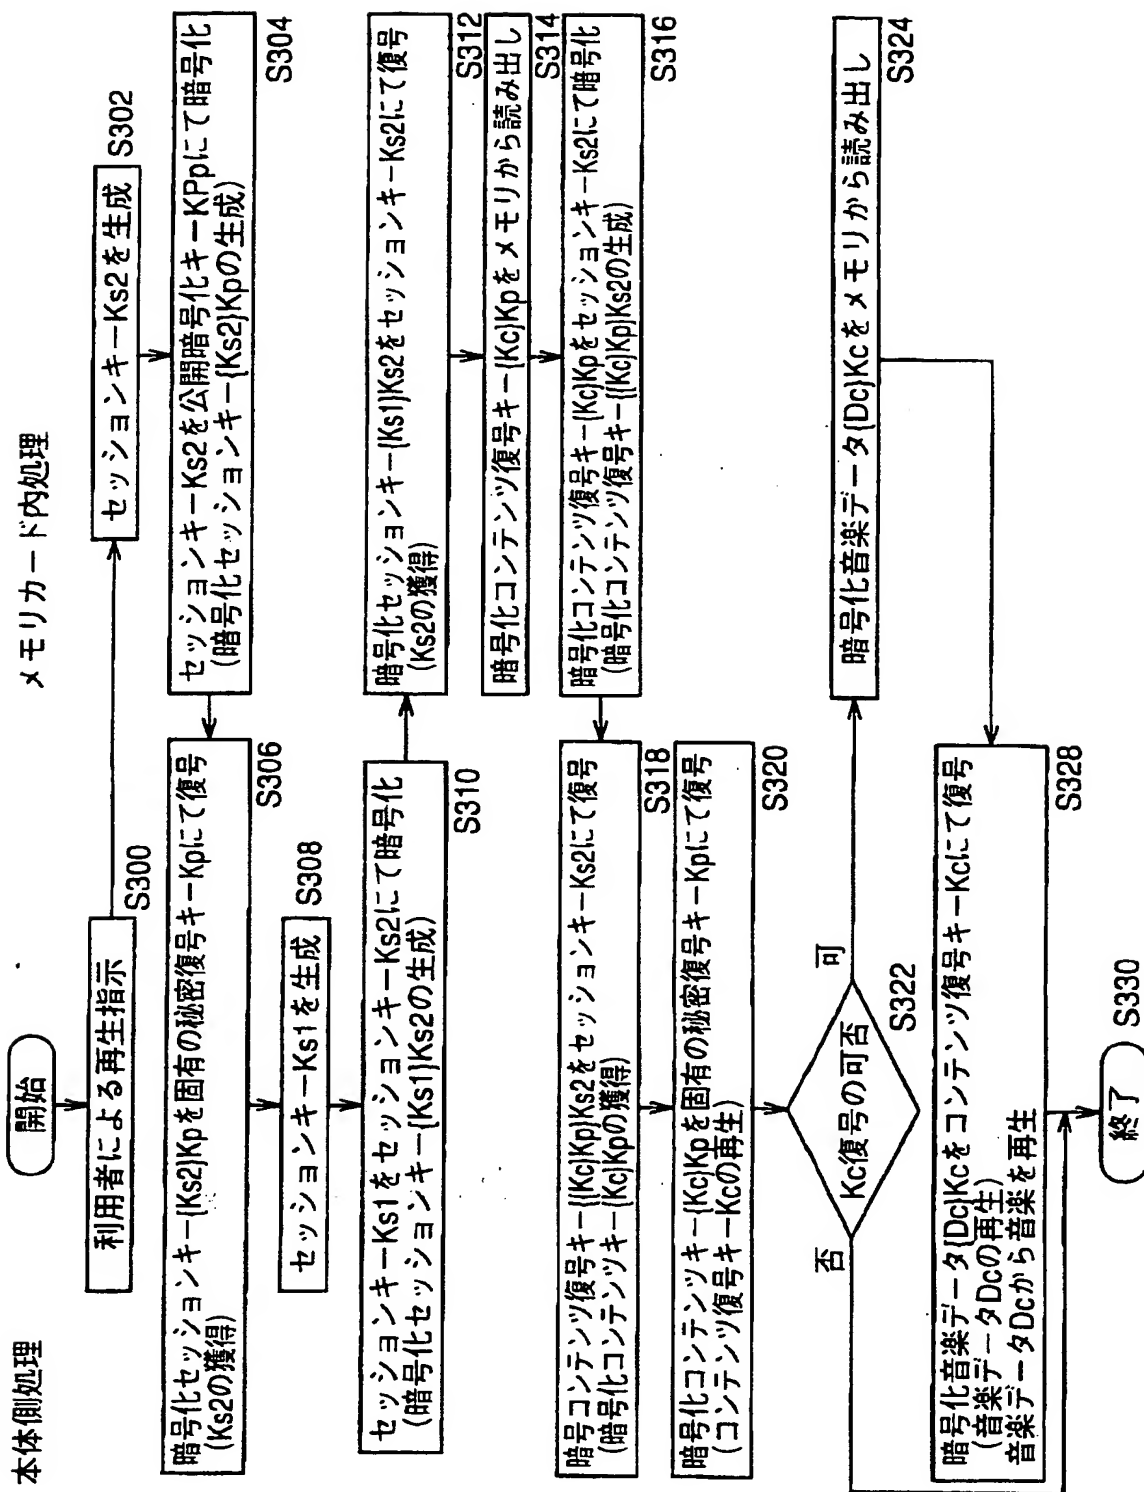 本体側処理
メモリカード内処理
開始
利用者による再生指示
S300
セッションキーKs2を生成
S302
セッションキーKs2を公開暗号化キーKPpにて暗号化
(暗号化セッションキー{Ks2}Kpの生成)
S304
暗号化セッションキー{Ks2}Kpを固有の秘密復号キーKpにて復号
(Ks2の獲得)
S306
セッションキーKs1を生成
S308
セッションキーKs1をセッションキーKs2にて暗号化
(暗号化セッションキー{Ks1}Ks2の生成)
S310
暗号化セッションキー{Ks1}Ks2をセッションキーKs2にて復号
(Ks2の獲得)
S312
暗号化コンテンツ復号キー{Kc}Kpをメモリから読み出し
S314
暗号化コンテンツ復号キー{Kc}KpをセッションキーKs2にて暗号化
(暗号化コンテンツ復号キー{{Kc}Kp}Ks2の生成)
S316
暗号コンテンツ復号キー{{Kc}Kp}Ks2をセッションキーKs2にて復号
(暗号化コンテンツキー{Kc}Kpの獲得)
S318
暗号化コンテンツキー{Kc}Kpを固有の秘密復号キーKpにて復号
(コンテンツ復号キーKcの再生)
S320
Kc復号の可否
S322
可
否
暗号化音楽データ{Dc}Kcをメモリから読み出し
S324
暗号化音楽データ{Dc}Kcをコンテンツ復号キーKcにて復号
(音楽データDcの再生)
音楽データDcから音楽を再生
S328
終了
S330